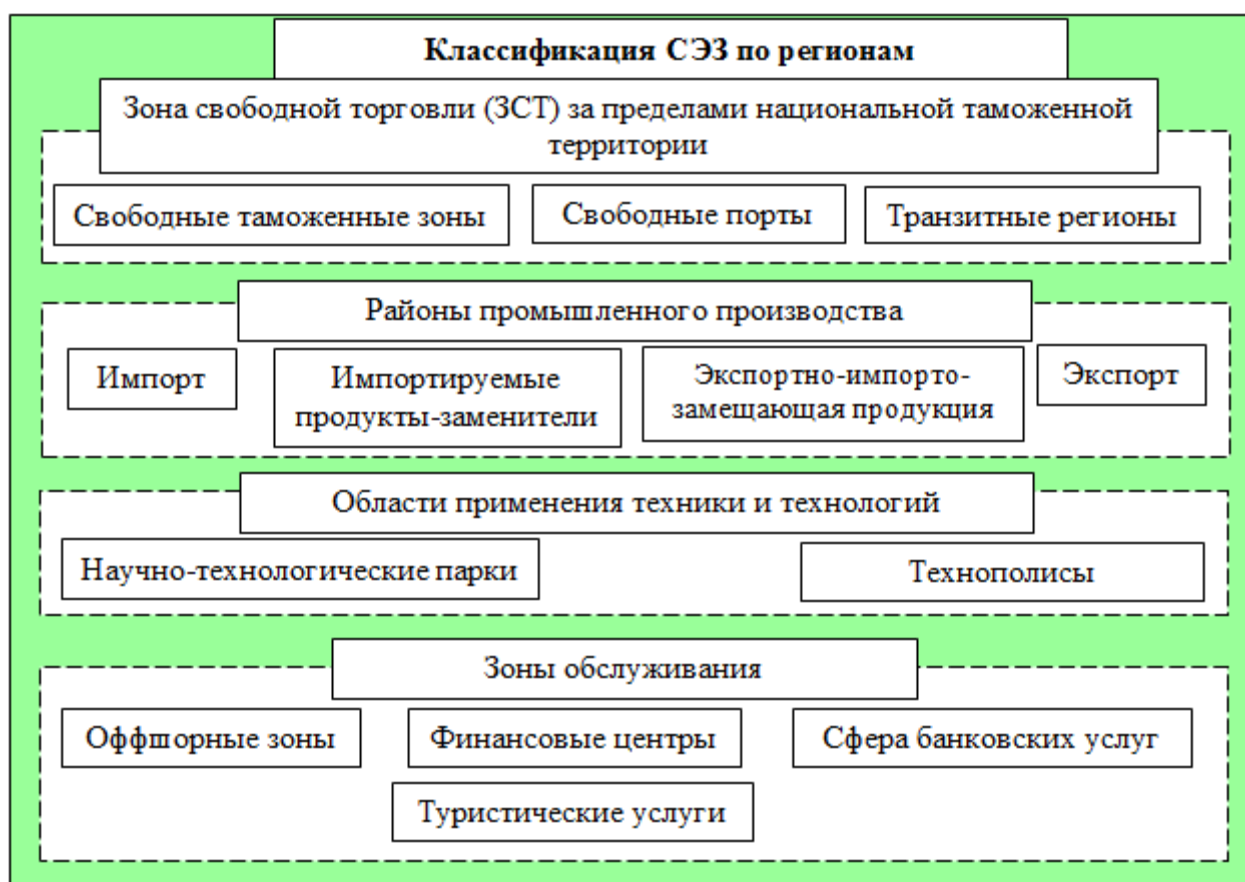 Классификация СЭЗ по регионам
Зона свободной торговли (ЗСТ) за пределами национальной таможенной
территории
Свободные таможенные зоны
Свободные порты
Транзитные регионы
Районы промышленного производства
Импорт
Импортируемые
продукты-заменители
Экспортно-импорто-
замещающая продукция
Экспорт
Области применения техники и технологий
Научно-технологические парки
Технополисы
Зоны обслуживания
Оффшорные зоны
Финансовые центры
Сфера банковских услуг
Туристические услуги